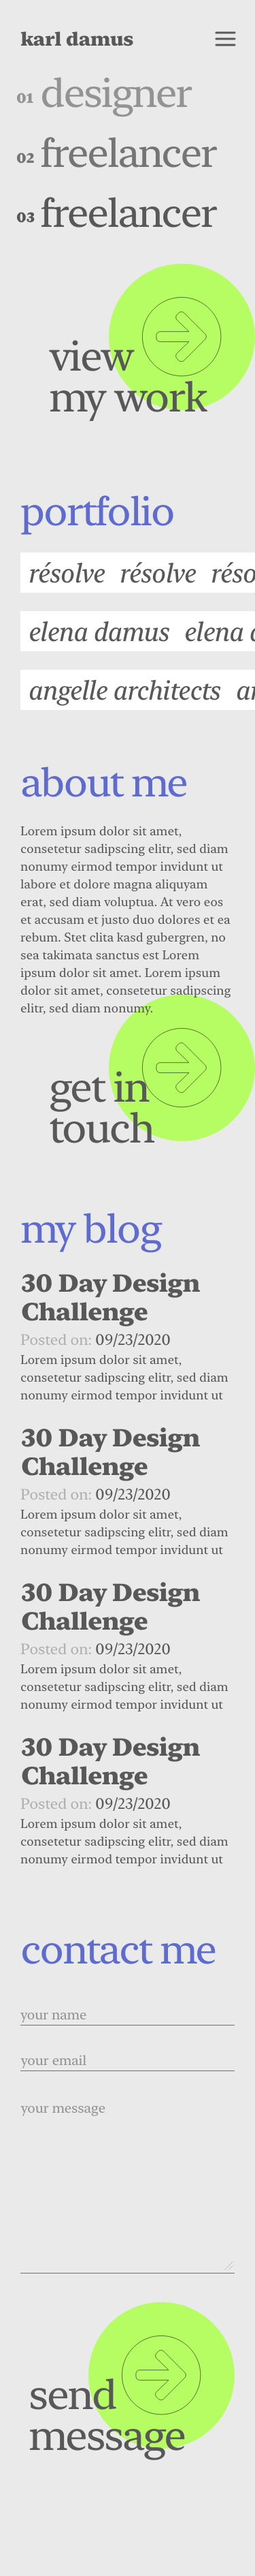 karl damus
01 designer
02 freelancer
03 freelancer
view
my work
portfolio
résolve résolve réso
elena damus elena
angelle architects
about me
Lorem ipsum dolor sit amet,
consetetur sadipscing elitr, sed diam
nonumy eirmod tempor invidunt ut
labore et dolore magna aliquyam
erat, sed diam voluptua. At vero eos
et accusam et justo duo dolores et ea
rebum. Stet clita kasd gubergren, no
sea takimata sanctus est Lorem
ipsum dolor sit amet. Lorem ipsum
dolor sit amet, consetetur sadipscing
elitr, sed diam nonumy.
get in
touch
my blog
30 Day Design
Challenge
Posted on: 09/23/2020
Lorem ipsum dolor sit amet,
consetetur sadipscing elitr, sed diam
nonumy eirmod tempor invidunt ut
30 Day Design
Challenge
Posted on: 09/23/2020
Lorem ipsum dolor sit amet,
consetetur sadipscing elitr, sed diam
nonumy eirmod tempor invidunt ut
30 Day Design
Challenge
Posted on: 09/23/2020
Lorem ipsum dolor sit amet,
consetetur sadipscing elitr, sed diam
nonumy eirmod tempor invidunt ut
30 Day Design
Challenge
Posted on: 09/23/2020
Lorem ipsum dolor sit amet,
consetetur sadipscing elitr, sed diam
nonumy eirmod tempor invidunt ut
contact me
your name
your email
your message
send
message